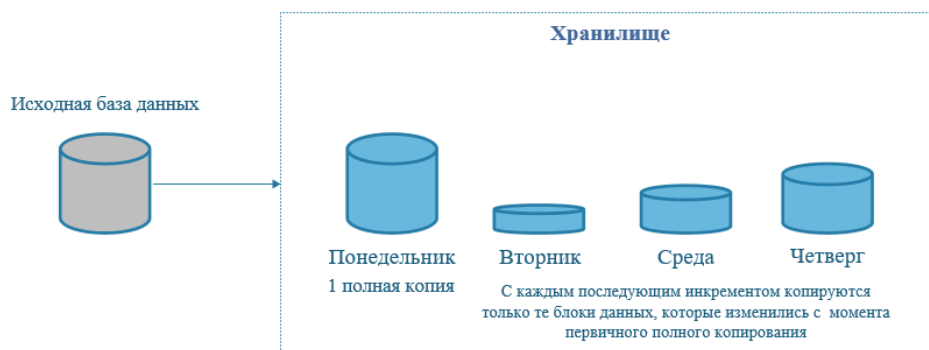 Хранилище
Исходная база данных
Понедельник
1 полная копия
Вторник
Среда
Четверг
С каждым последующим инкрементом копируются
только те блоки данных, которые изменились с момента
первичного полного копирования